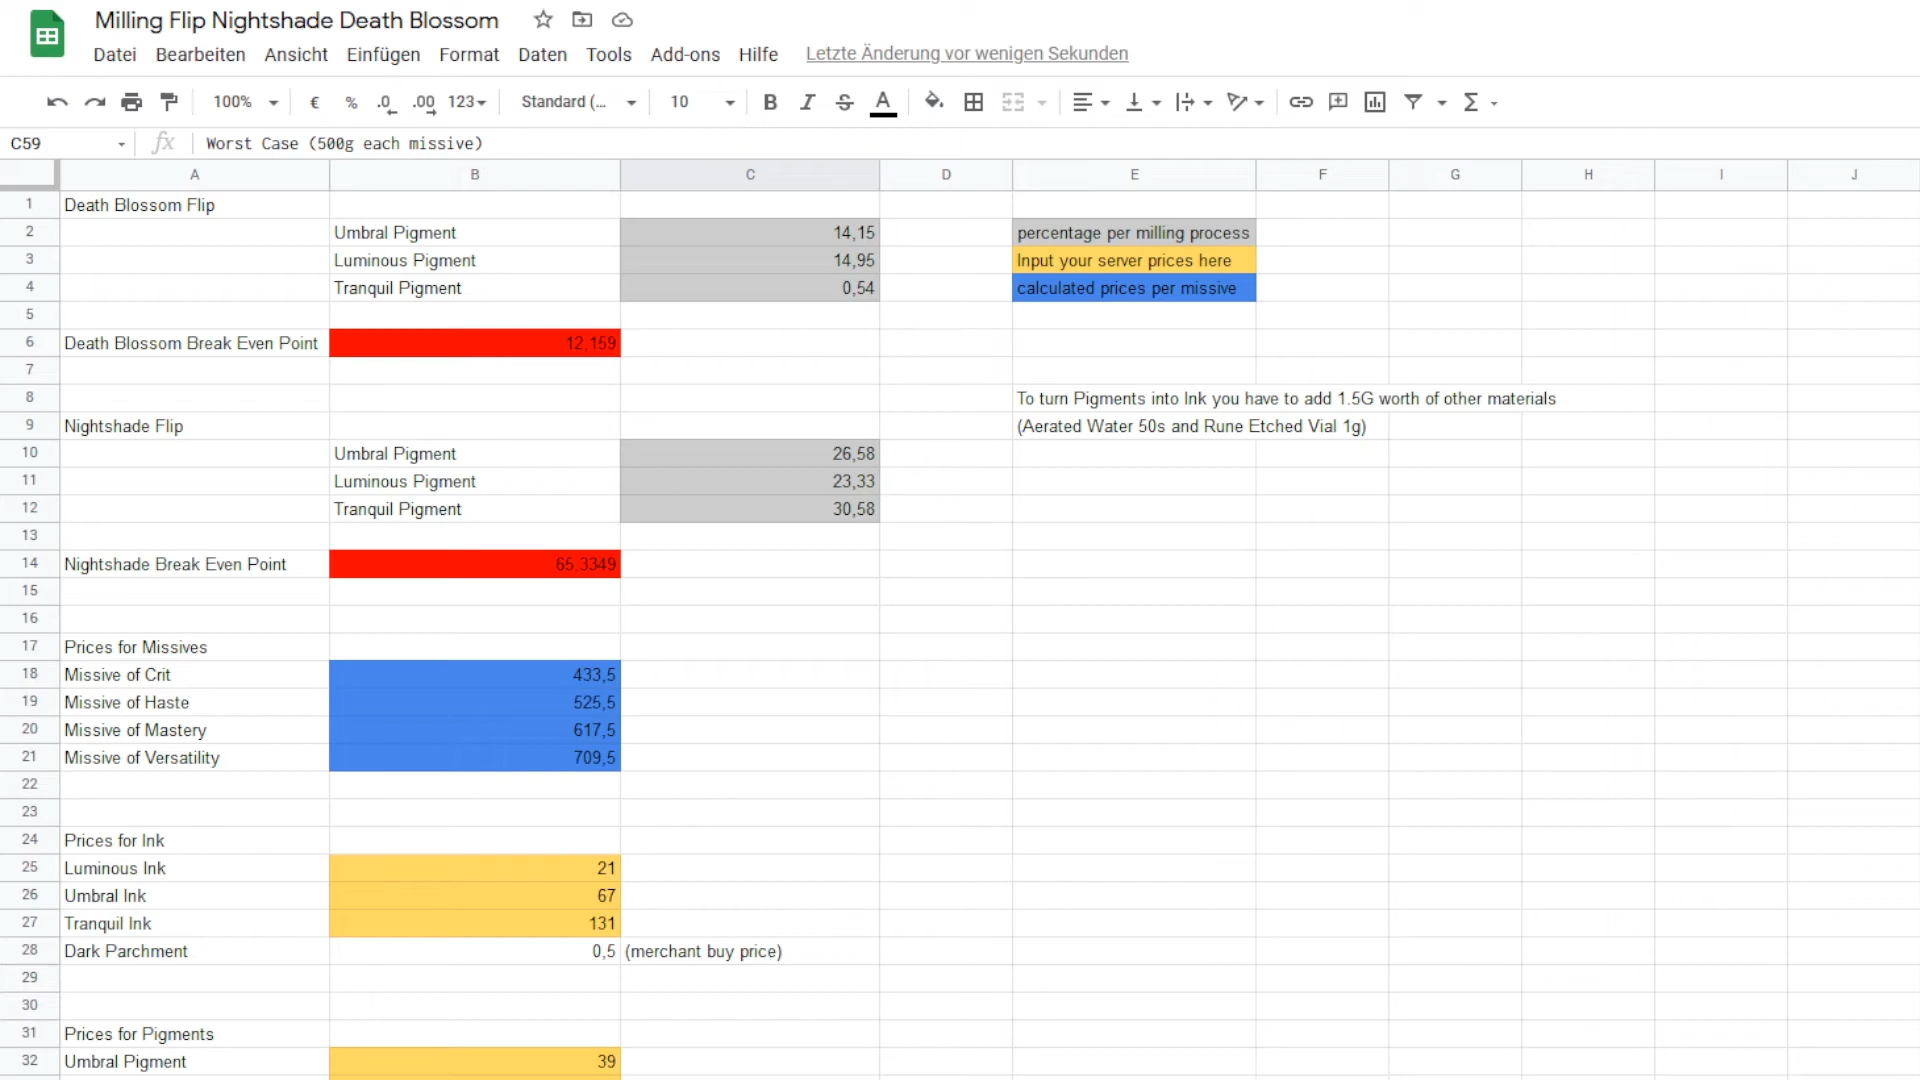 Milling Flip Nightshade Death Blossom
Datei Bearbeiten Ansicht Einfügen Format Daten Tools Add-ons Hilfe Letzte Änderung vor wenigen Sekunden
100% € % .0 .00 123 Standard (... 10 B I S A Σ
C59 fx Worst Case (500g each missive)
A B C D E F G H I J
1 Death Blossom Flip
2 Umbral Pigment 14,15 percentage per milling process
3 Luminous Pigment 14,95 Input your server prices here
4 Tranquil Pigment 0,54 calculated prices per missive
5
6 Death Blossom Break Even Point 12,159
7
8 To turn Pigments into Ink you have to add 1.5G worth of other materials
9 Nightshade Flip (Aerated Water 50s and Rune Etched Vial 1g)
10 Umbral Pigment 26,58
11 Luminous Pigment 23,33
12 Tranquil Pigment 30,58
13
14 Nightshade Break Even Point 65,3349
15
16
17 Prices for Missives
18 Missive of Crit 433,5
19 Missive of Haste 525,5
20 Missive of Mastery 617,5
21 Missive of Versatility 709,5
22
23
24 Prices for Ink
25 Luminous Ink 21
26 Umbral Ink 67
27 Tranquil Ink 131
28 Dark Parchment 0,5 (merchant buy price)
29
30
31 Prices for Pigments
32 Umbral Pigment 39